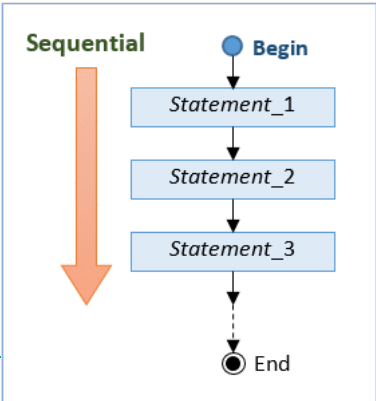 Sequential
Begin
Statement_1
Statement_2
Statement_3
End